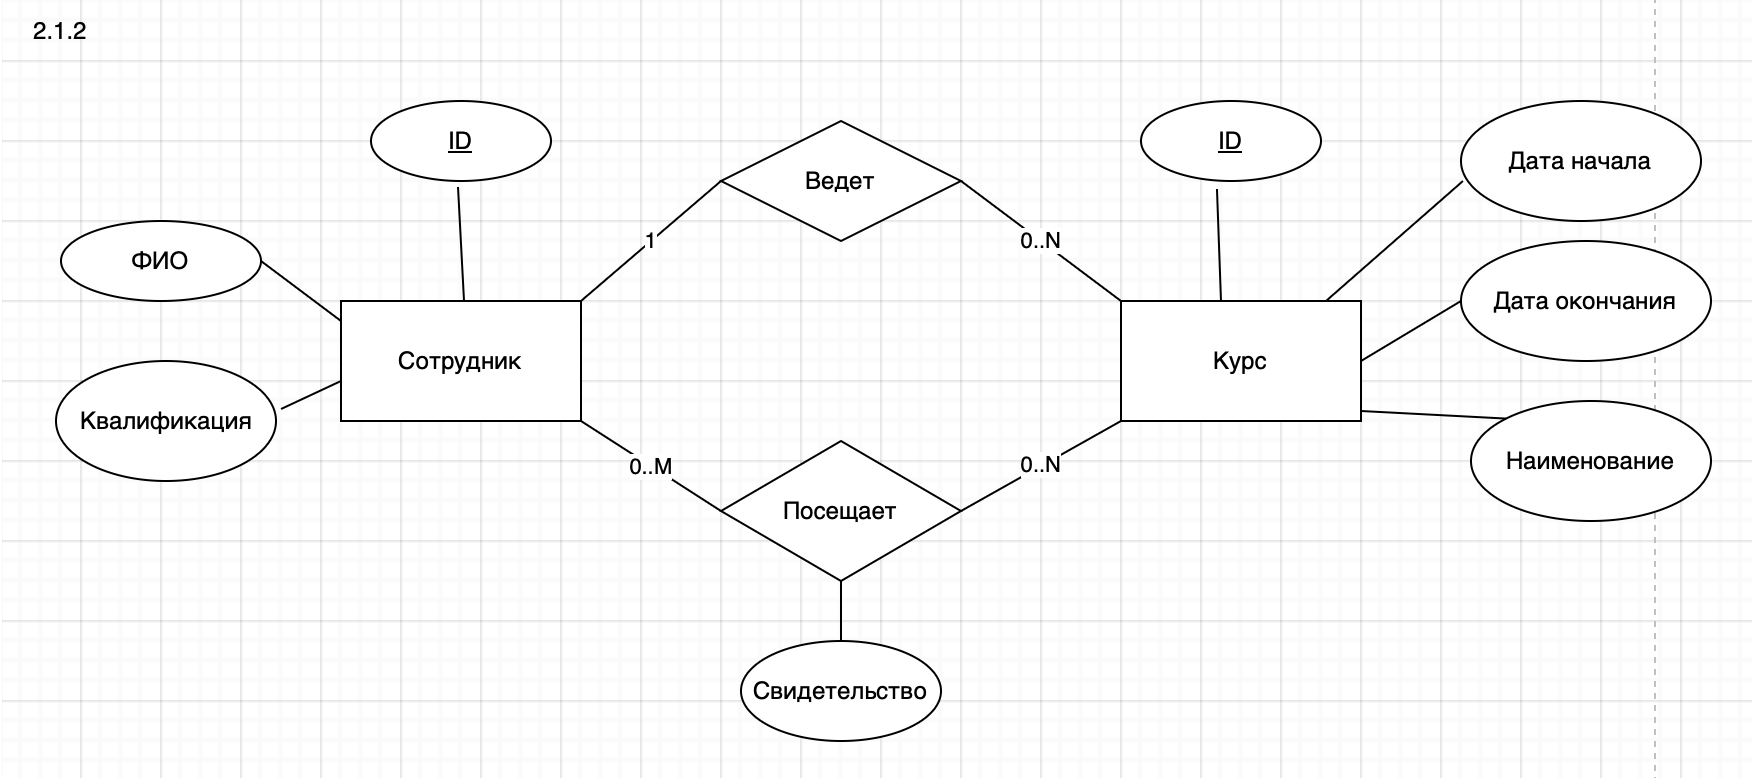 2.1.2
ID
ID
Дата начала
Ведет
1
0..N
ФИО
Дата окончания
Сотрудник
Курс
Квалификация
0..M
0..N
Наименование
Посещает
Свидетельство